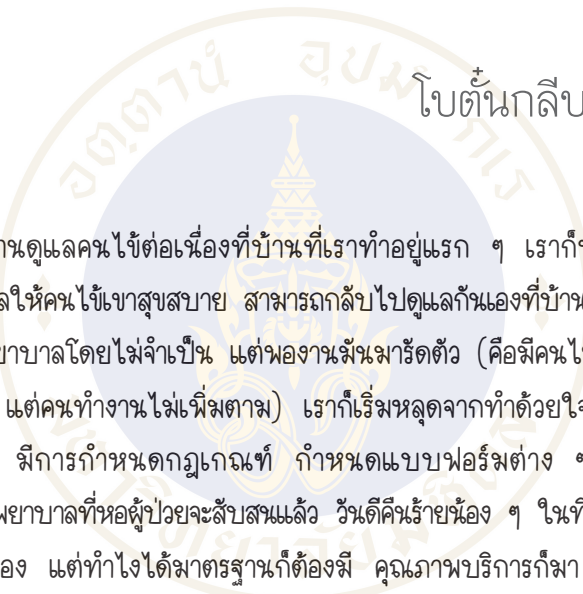 โบตั๋นกลีบ
านดูแลคนไข้ต่อเนื่องที่บ้านที่เราทำอยู่แรก ๆ เราก็
ลให้คนไข้เขาสุขสบาย สามารถกลับไปดูแลกันเองที่บ้าน
ยาบาลโดยไม่จำเป็น แต่พองานมันมารัดตัว (คือมีคนไ
แต่คนทำงานไม่เพิ่มตาม) เราก็เริ่มหลุดจากทำด้วยใจ
มีการกำหนดกฎเกณฑ์ กำหนดแบบฟอร์มต่าง ๆ
พยาบาลที่หอผู้ป่วยจะสับสนแล้ว วันดีคืนร้ายน้อง ๆ ในที
อง แต่ทำไงได้มาตรฐานก็ต้องมี คุณภาพบริการก็มา
อตฺตานํ อุปมํ กเร